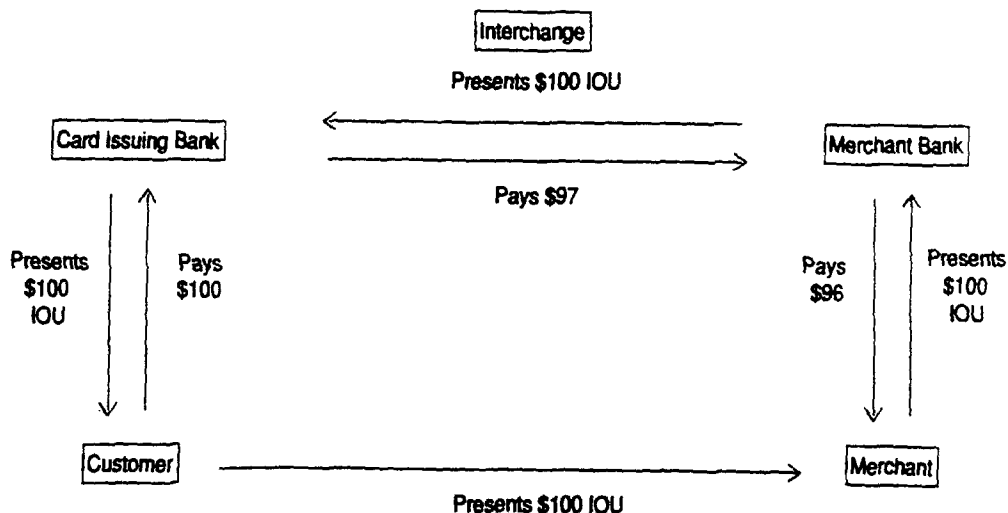 Interchange
Presents $100 IOU
Card Issuing Bank
Merchant Bank
Pays $97
Presents
$100
IOU
Pays
$100
Pays
$96
Presents
$100
IOU
Customer
Merchant
Presents $100 IOU